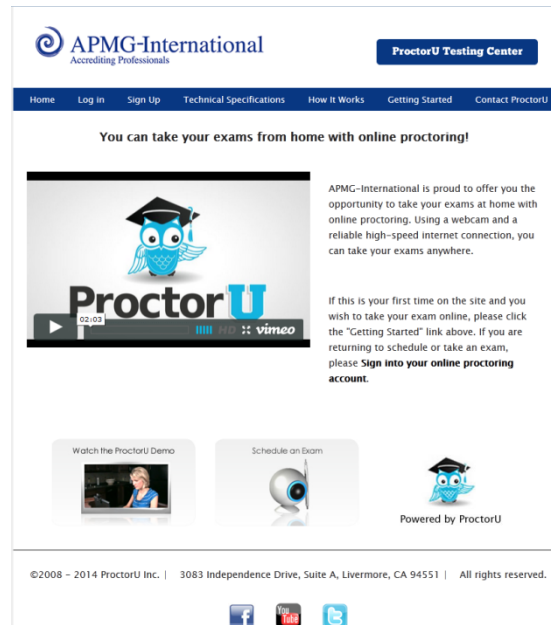 APMG-International
Accrediting Professionals
ProctorU Testing Center
Home Log in Sign Up Technical Specifications How It Works Getting Started Contact ProctorU
You can take your exams from home with online proctoring!
ProctorU
02:03
HD vimeo
APMG-International is proud to offer you the
opportunity to take your exams at home with
online proctoring. Using a webcam and a
reliable high-speed internet connection, you
can take your exams anywhere.
If this is your first time on the site and you
wish to take your exam online, please click
the "Getting Started" link above. If you are
returning to schedule or take an exam,
please Sign into your online proctoring
account.
Watch the ProctorU Demo
Schedule an Exam
Powered by ProctorU
©2008 - 2014 ProctorU Inc. | 3083 Independence Drive, Suite A, Livermore, CA 94551 | All rights reserved.
f
You
Tube
t